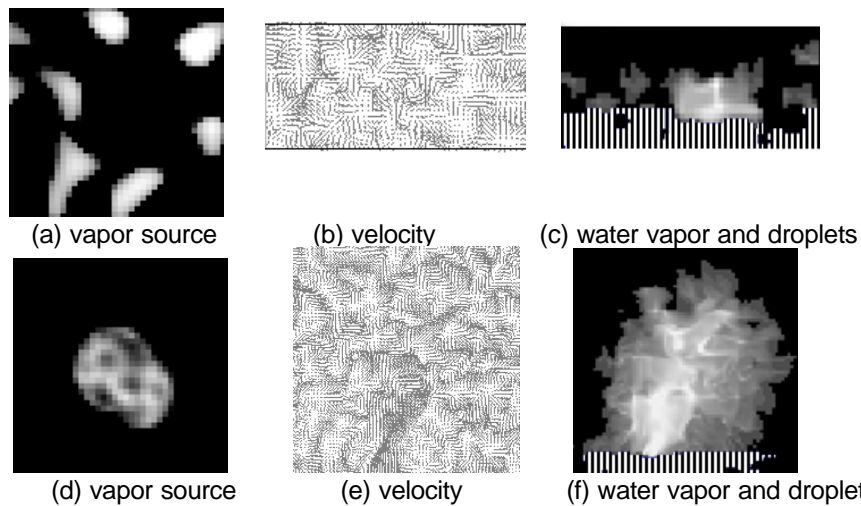 (a) vapor source
(b) velocity
(c) water vapor and droplets
(d) vapor source
(e) velocity
(f) water vapor and droplet